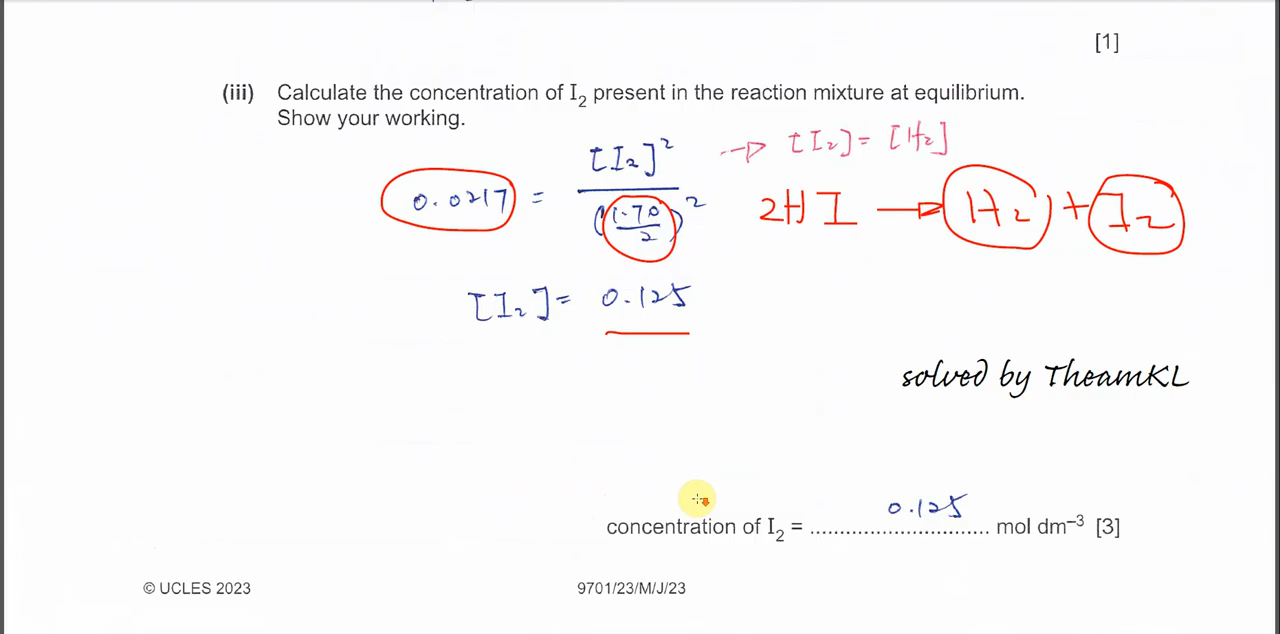 [1]
(iii) Calculate the concentration of I₂ present in the reaction mixture at equilibrium.
Show your working.
⇢ [I₂] = [H₂]
0.0217 = [I₂]² / (1.70/2)²
2HI → H₂ + I₂
[I₂] = 0.125
solved by TheamKL
0.125
concentration of I₂ = .............................. mol dm⁻³ [3]
© UCLES 2023 9701/23/M/J/23